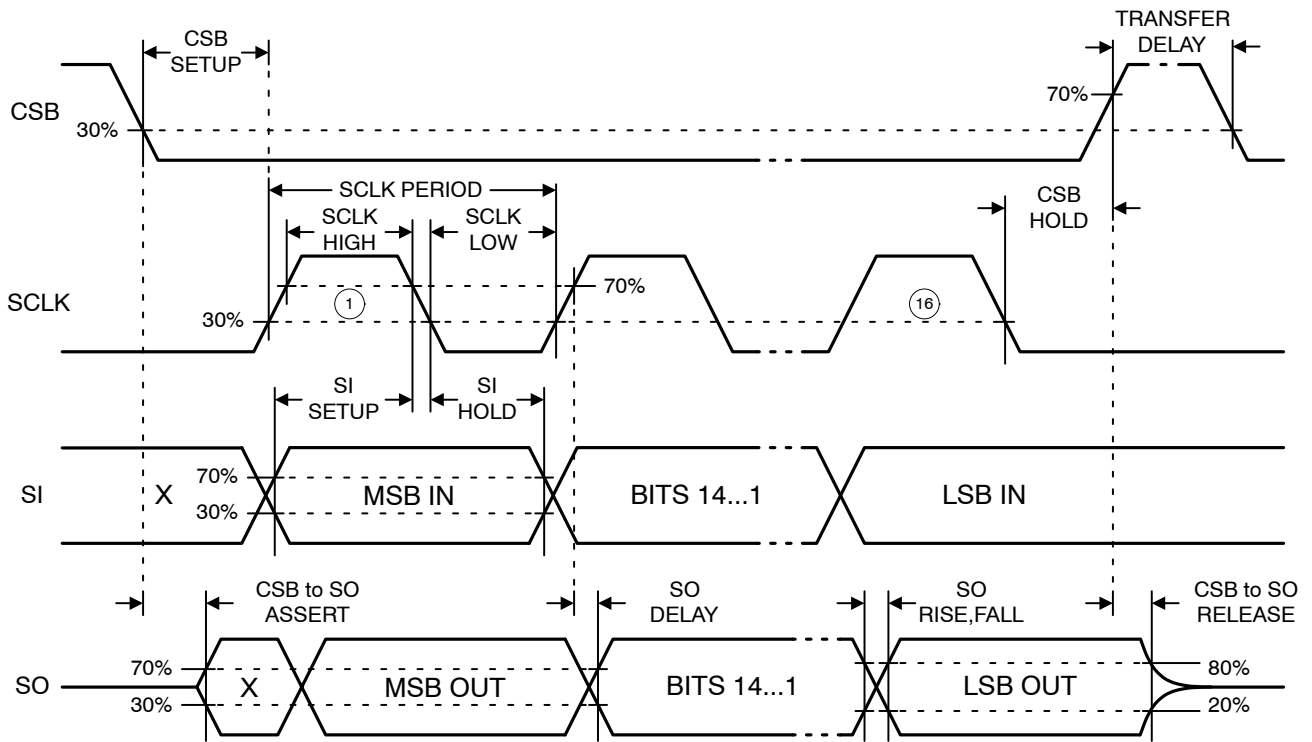 TRANSFER
DELAY
CSB
SETUP
CSB
70%
30%
SCLK PERIOD
CSB
HOLD
SCLK
HIGH
SCLK
LOW
SCLK
1
70%
16
30%
SI
SETUP
SI
HOLD
SI
X
70%
30%
MSB IN
BITS 14...1
LSB IN
CSB to SO
ASSERT
SO
DELAY
SO
RISE,FALL
CSB to SO
RELEASE
SO
70%
30%
X
MSB OUT
BITS 14...1
LSB OUT
80%
20%